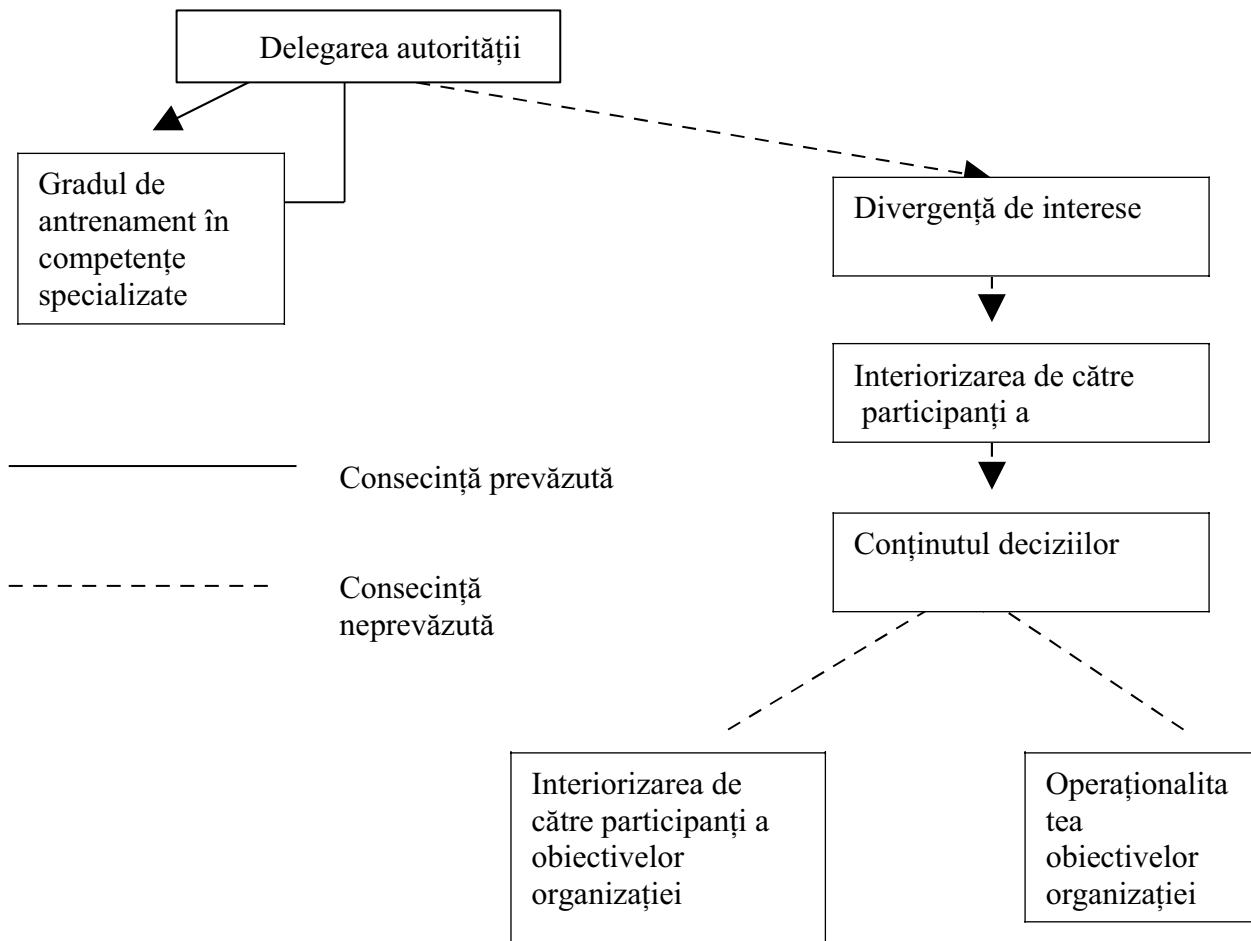 Delegarea autorității
Gradul de
antrenament în
competențe
specializate
Divergență de interese
Interiorizarea de către
participanți a
Consecință prevăzută
Conținutul deciziilor
Consecință
neprevăzută
Interiorizarea de
către participanți a
obiectivelor
organizației
Operaționalita
tea
obiectivelor
organizației